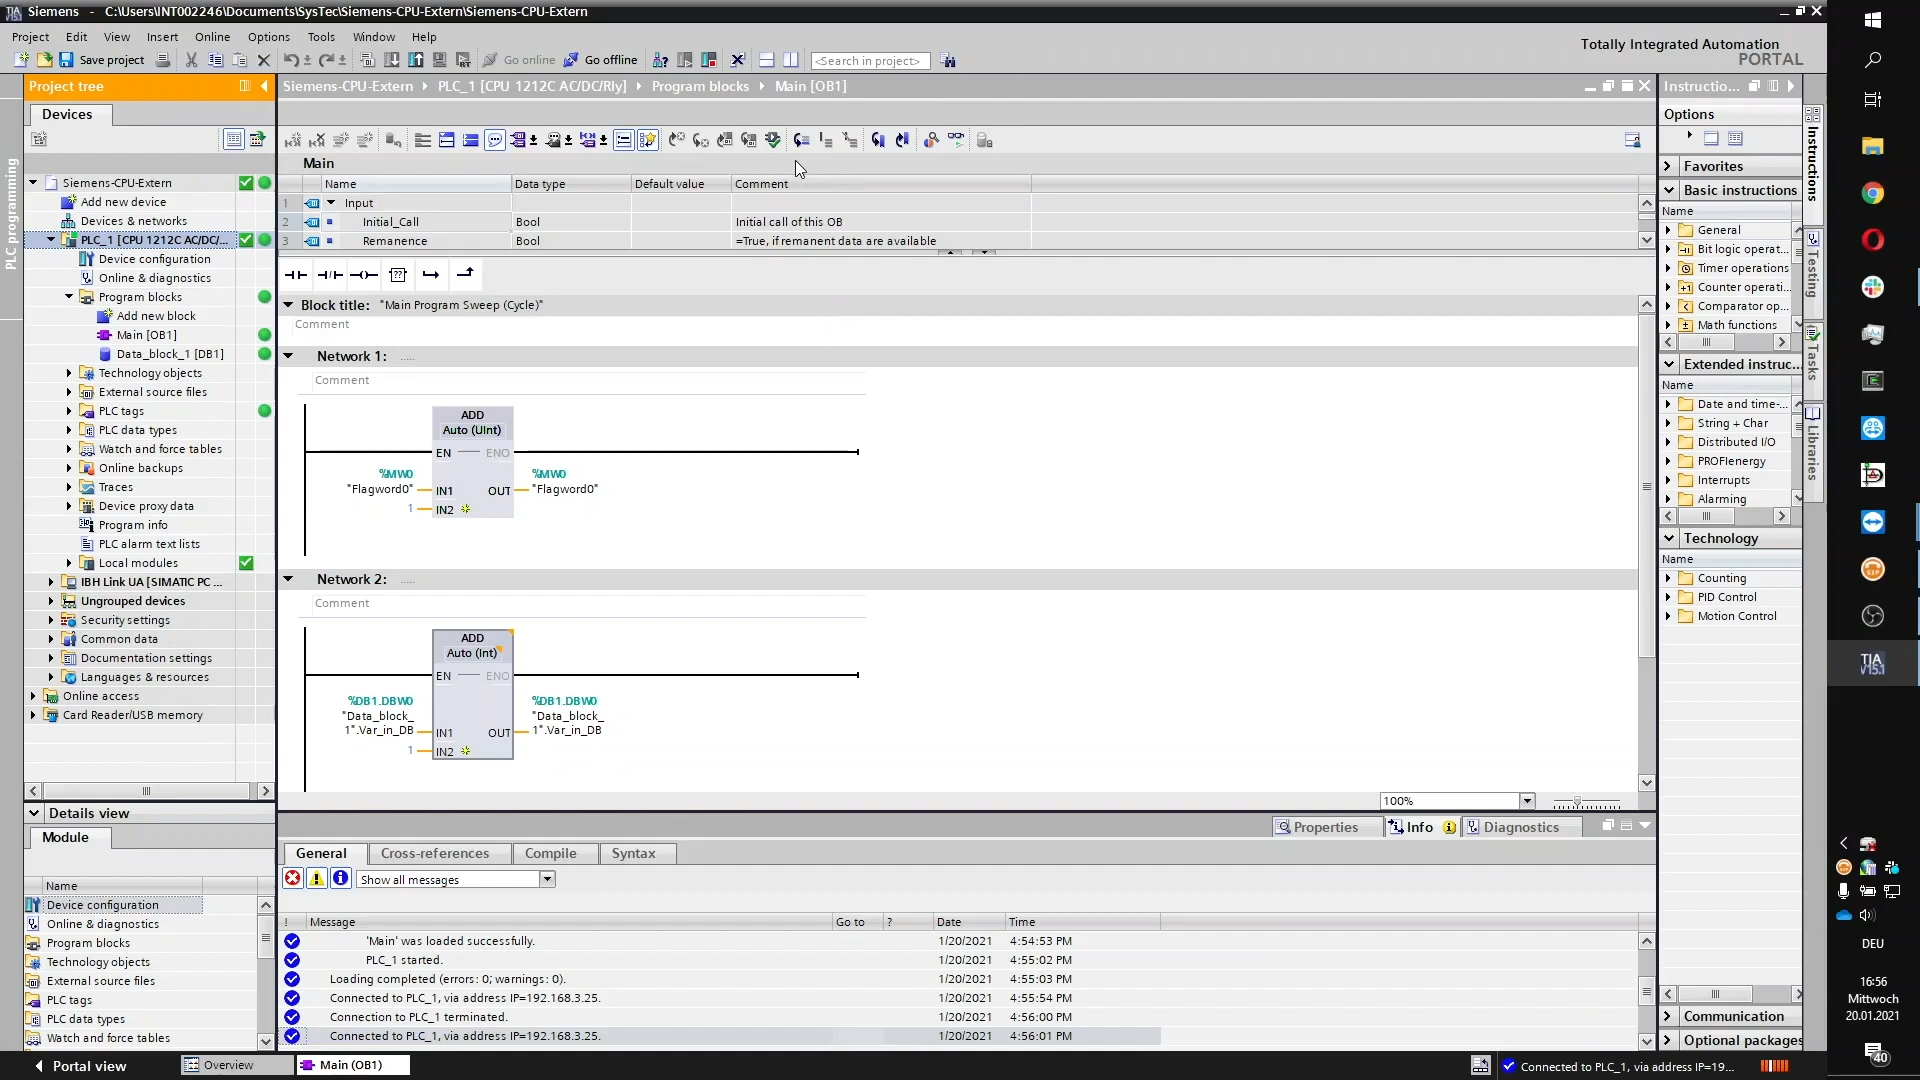 Siemens - C:\Users\INT002246\Documents\SysTec\Siemens-CPU-Extern\Siemens-CPU-Extern
Project Edit View Insert Online Options Tools Window Help
Totally Integrated Automation
PORTAL
Save project
Go online
Go offline
<Search in project>
Project tree
Siemens-CPU-Extern
PLC_1 [CPU 1212C AC/DC/Rly]
Program blocks
Main [OB1]
Instructio...
Devices
Options
PLC programming
Siemens-CPU-Extern
Add new device
Devices & networks
PLC_1 [CPU 1212C AC/DC/...
Device configuration
Online & diagnostics
Program blocks
Add new block
Main [OB1]
Data_block_1 [DB1]
Technology objects
External source files
PLC tags
PLC data types
Watch and force tables
Online backups
Traces
Device proxy data
Program info
PLC alarm text lists
Local modules
IBH Link UA [SIMATIC PC ...
Ungrouped devices
Security settings
Common data
Documentation settings
Languages & resources
Online access
Card Reader/USB memory
Details view
Module
Name
Device configuration
Online & diagnostics
Program blocks
Technology objects
External source files
PLC tags
PLC data types
Watch and force tables
Main
Name Data type Default value Comment
1 Input
2 Initial_Call Bool Initial call of this OB
3 Remanence Bool =True, if remanent data are available
??
Block title: "Main Program Sweep (Cycle)"
Comment
Network 1: .....
Comment
ADD
Auto (UInt)
EN ENO
%MW0 %MW0
"Flagword0" IN1 OUT "Flagword0"
1 IN2
Network 2: .....
Comment
ADD
Auto (Int)
EN ENO
%DB1.DBW0 %DB1.DBW0
"Data_block_ "Data_block_
1".Var_in_DB IN1 OUT 1".Var_in_DB
1 IN2
100%
Properties
Info
Diagnostics
General Cross-references Compile Syntax
Show all messages
! Message Go to ? Date Time
'Main' was loaded successfully. 1/20/2021 4:54:53 PM
PLC_1 started. 1/20/2021 4:55:02 PM
Loading completed (errors: 0; warnings: 0). 1/20/2021 4:55:03 PM
Connected to PLC_1, via address IP=192.168.3.25. 1/20/2021 4:55:54 PM
Connection to PLC_1 terminated. 1/20/2021 4:56:00 PM
Connected to PLC_1, via address IP=192.168.3.25. 1/20/2021 4:56:01 PM
Favorites
Basic instructions
Name
General
Bit logic operat...
Timer operations
Counter operati...
Comparator op...
Math functions
Extended instruc...
Name
Date and time-...
String + Char
Distributed I/O
PROFIenergy
Interrupts
Alarming
Technology
Name
Counting
PID Control
Motion Control
Communication
Optional packages
Instructions
Testing
Tasks
Libraries
TIA
V15.1
DEU
16:56
Mittwoch
20.01.2021
40
Portal view
Overview
Main (OB1)
Connected to PLC_1, via address IP=19...